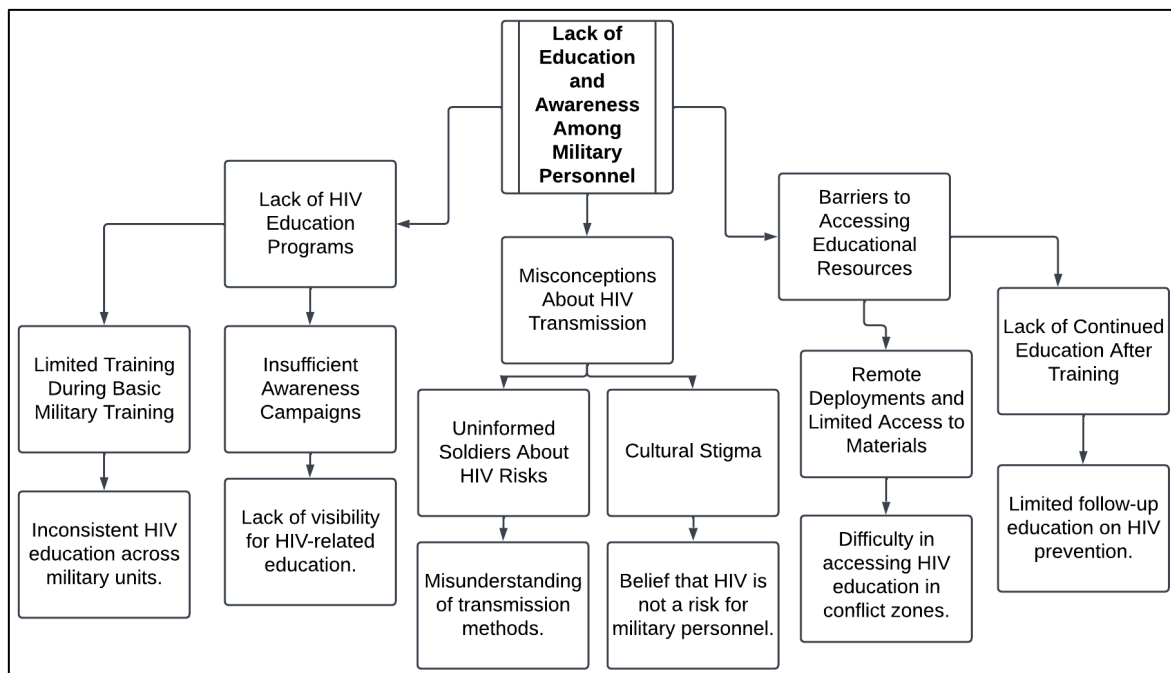 Lack of
Education
and
Awareness
Among
Military
Personnel
Lack of HIV
Education
Programs
Limited Training
During Basic
Military Training
Inconsistent HIV
education across
military units.
Insufficient
Awareness
Campaigns
Lack of visibility
for HIV-related
education.
Misconceptions
About HIV
Transmission
Uninformed
Soldiers About
HIV Risks
Misunderstanding
of transmission
methods.
Cultural Stigma
Belief that HIV is
not a risk for
military personnel.
Barriers to
Accessing
Educational
Resources
Remote
Deployments and
Limited Access to
Materials
Difficulty in
accessing HIV
education in
conflict zones.
Lack of Continued
Education After
Training
Limited follow-up
education on HIV
prevention.